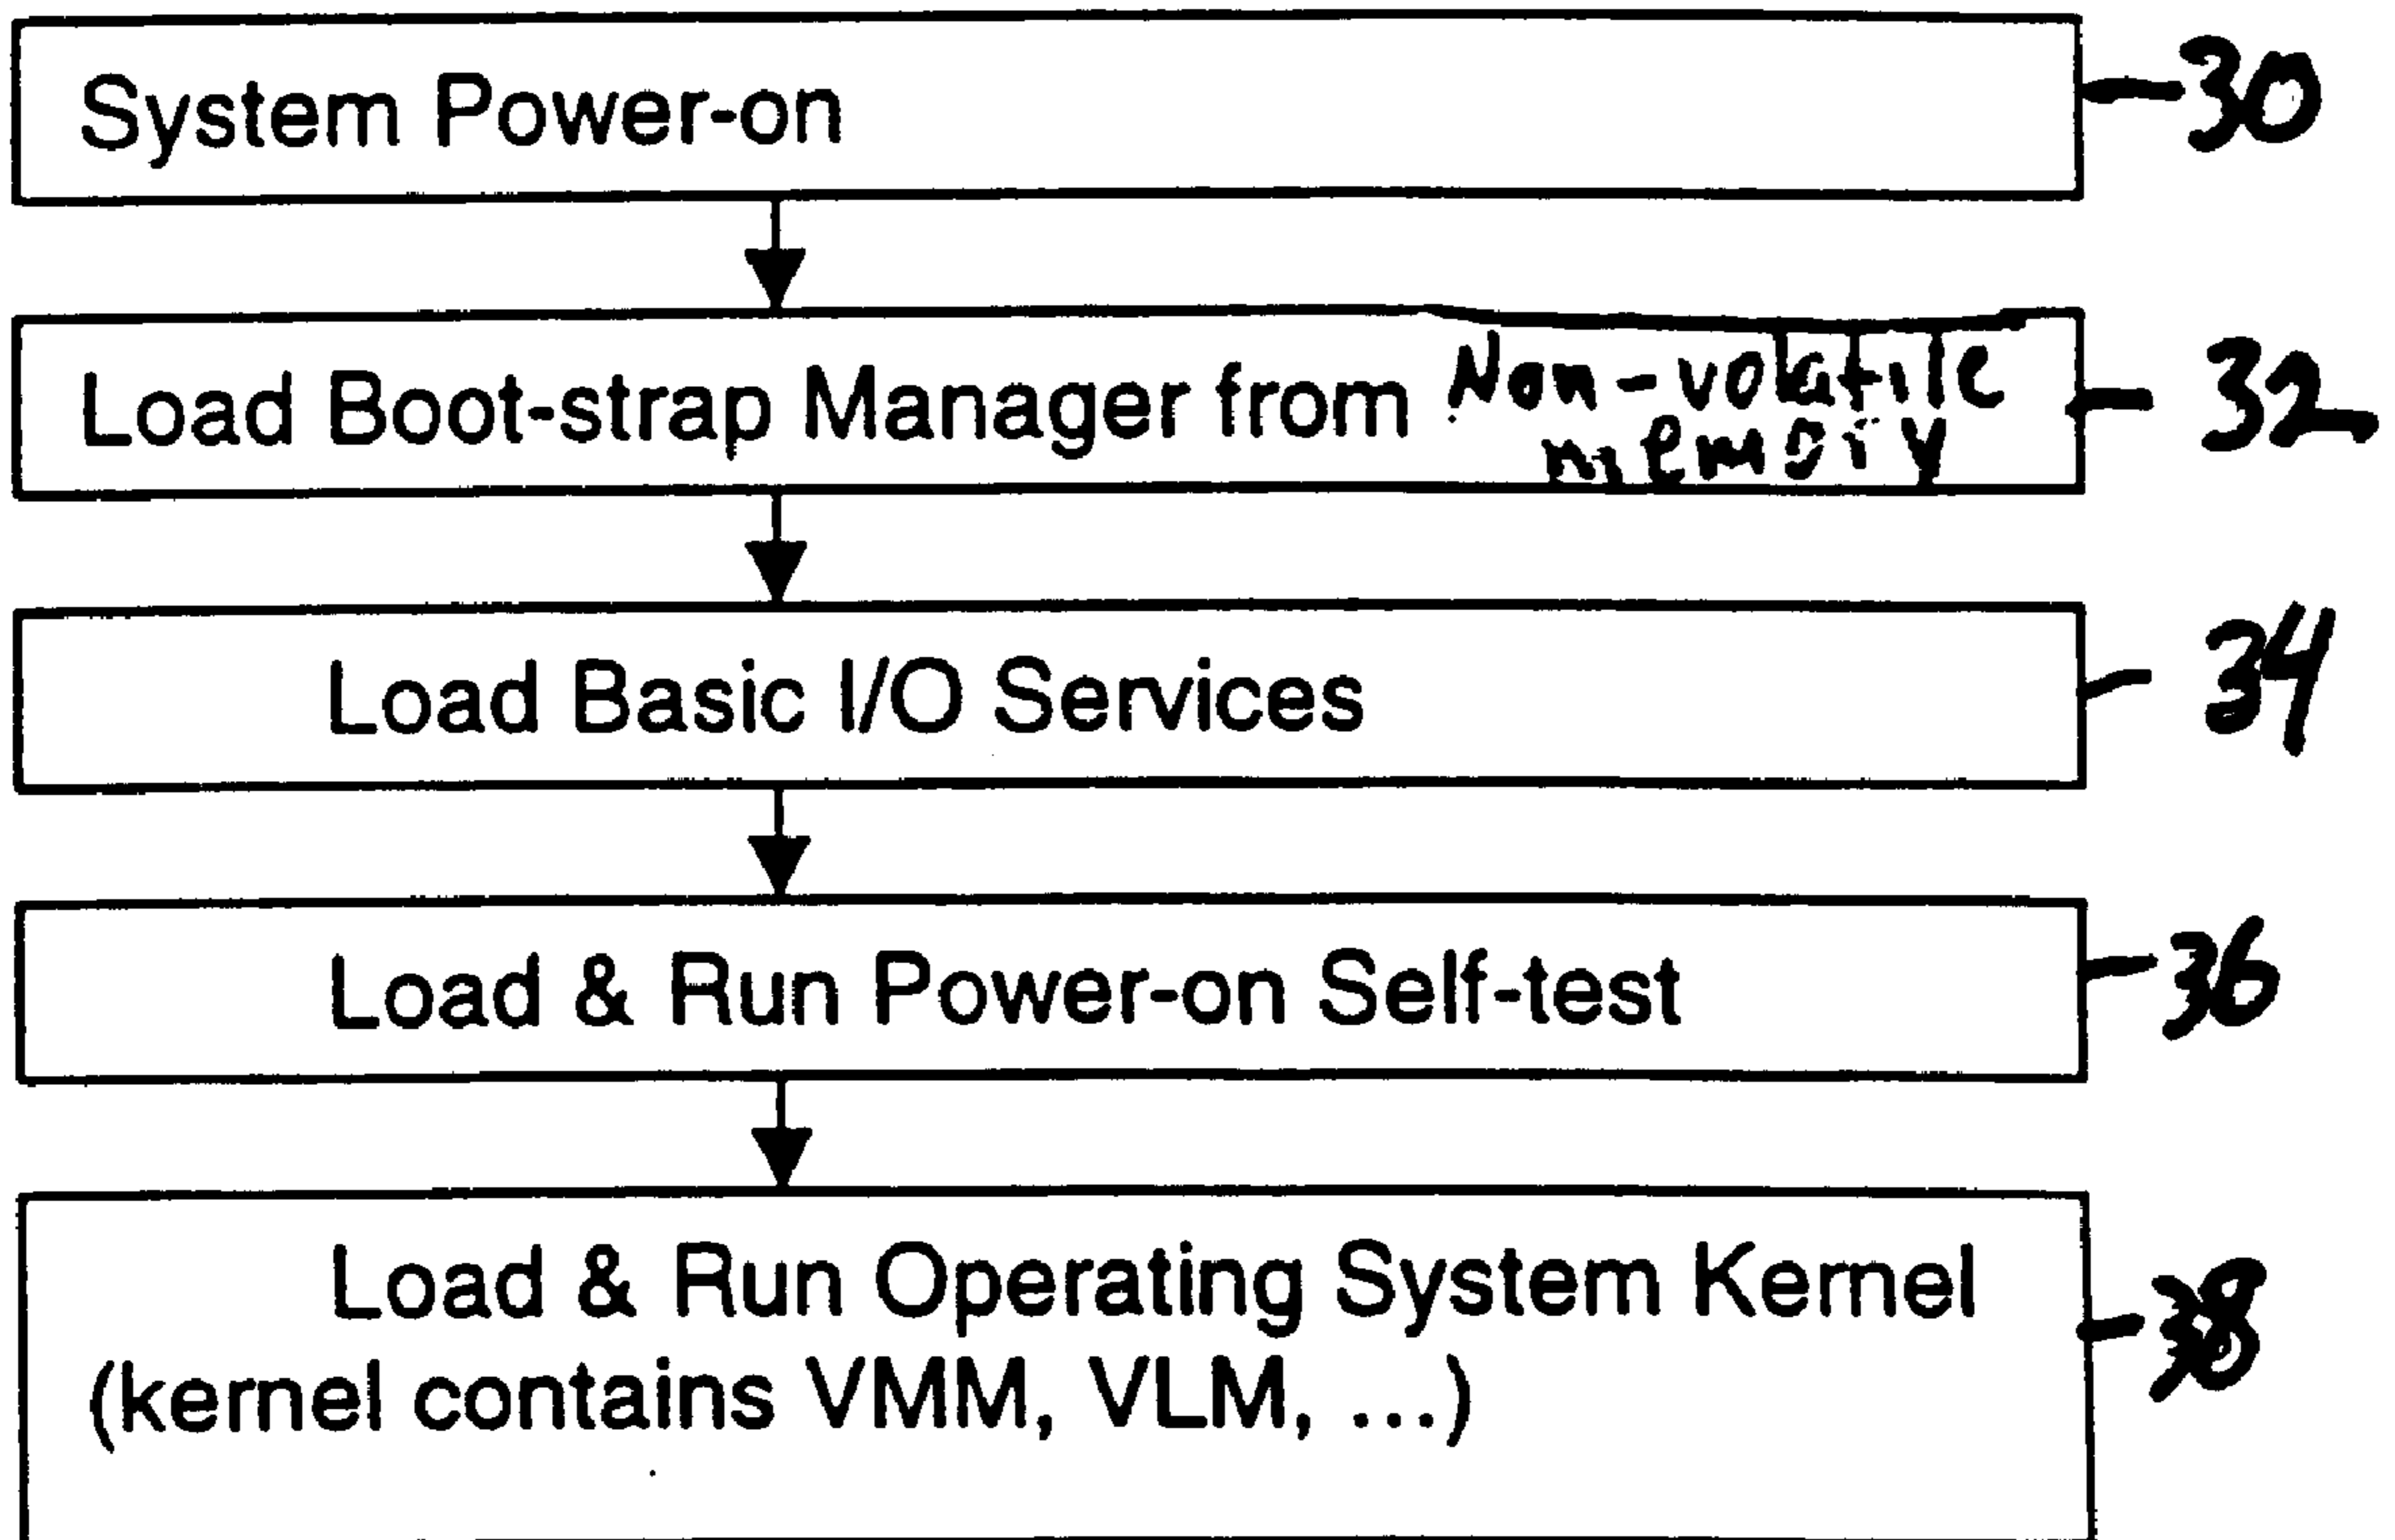 System Power-on
30
Load Boot-strap Manager from Non-volatile
memory
32
Load Basic I/O Services
34
Load & Run Power-on Self-test
36
Load & Run Operating System Kernel
(kernel contains VMM, VLM, ...)
38